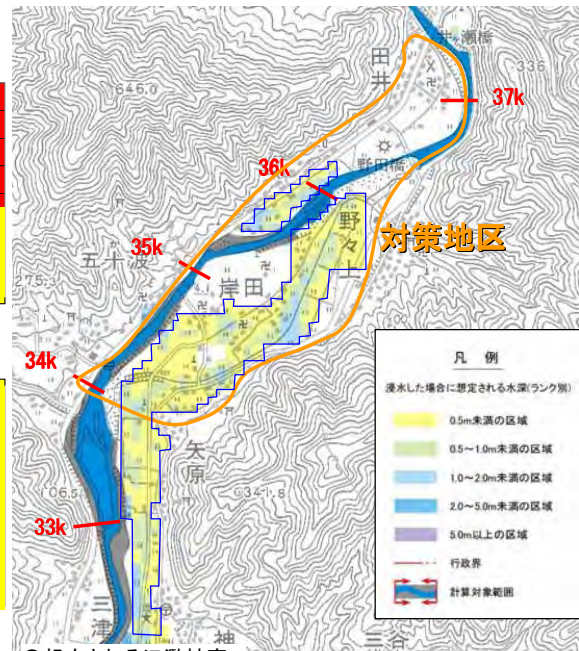 井
瀬橋
田井
336
646.0
37k
野田橋
36k
野々上
対策地区
35k
五十波
岸田
275.3
34k
矢原
106.5
341.8
33k
三津
神
三谷
凡 例
浸水した場合に想定される水深(ランク別)
0.5m未満の区域
0.5～1.0m未満の区域
1.0～2.0m未満の区域
2.0～5.0m未満の区域
5.0m以上の区域
行政界
計算対象範囲